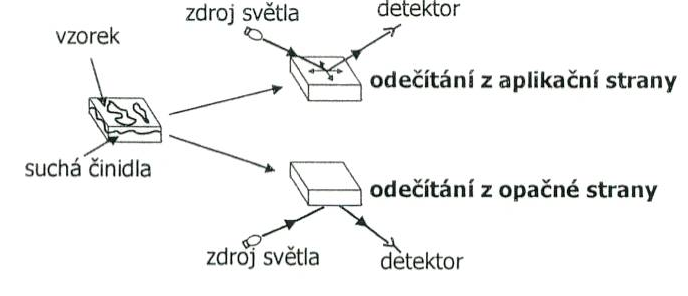 zdroj světla
detektor
vzorek
odečítání z aplikační strany
suchá činidla
odečítání z opačné strany
zdroj světla
detektor